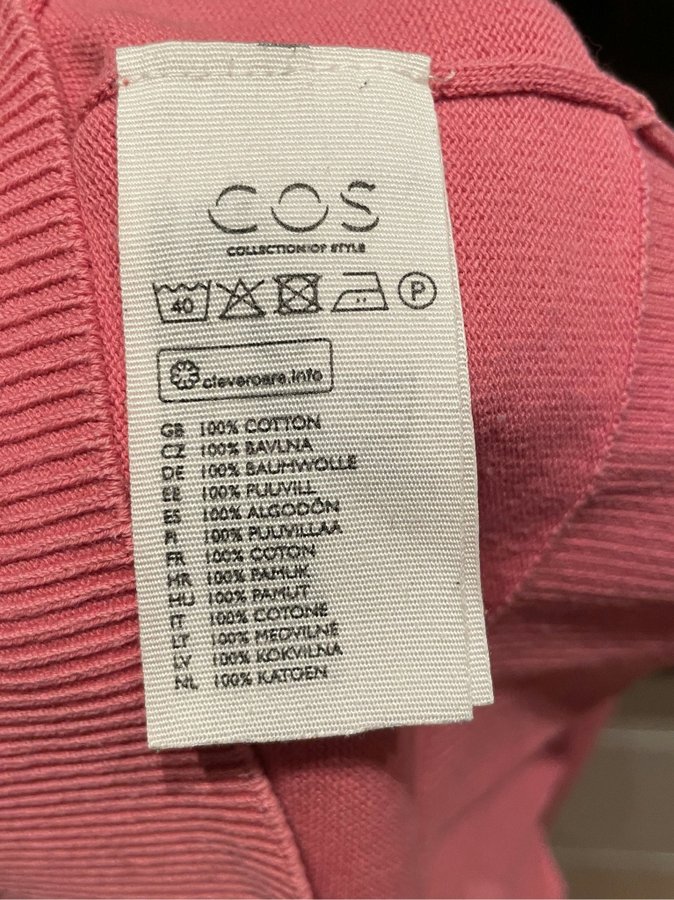 COS
COLLECTION OF STYLE
40 P
clevercare.info
GB 100% COTTON
CZ 100% BAVLNA
DE 100% BAUMWOLLE
EE 100% PUUVILL
ES 100% ALGODÓN
FI 100% PUUVILLAA
FR 100% COTON
HR 100% PAMUK
HU 100% PAMUT
IT 100% COTONE
LT 100% MEDVILNĖ
LV 100% KOKVILNA
NL 100% KATOEN